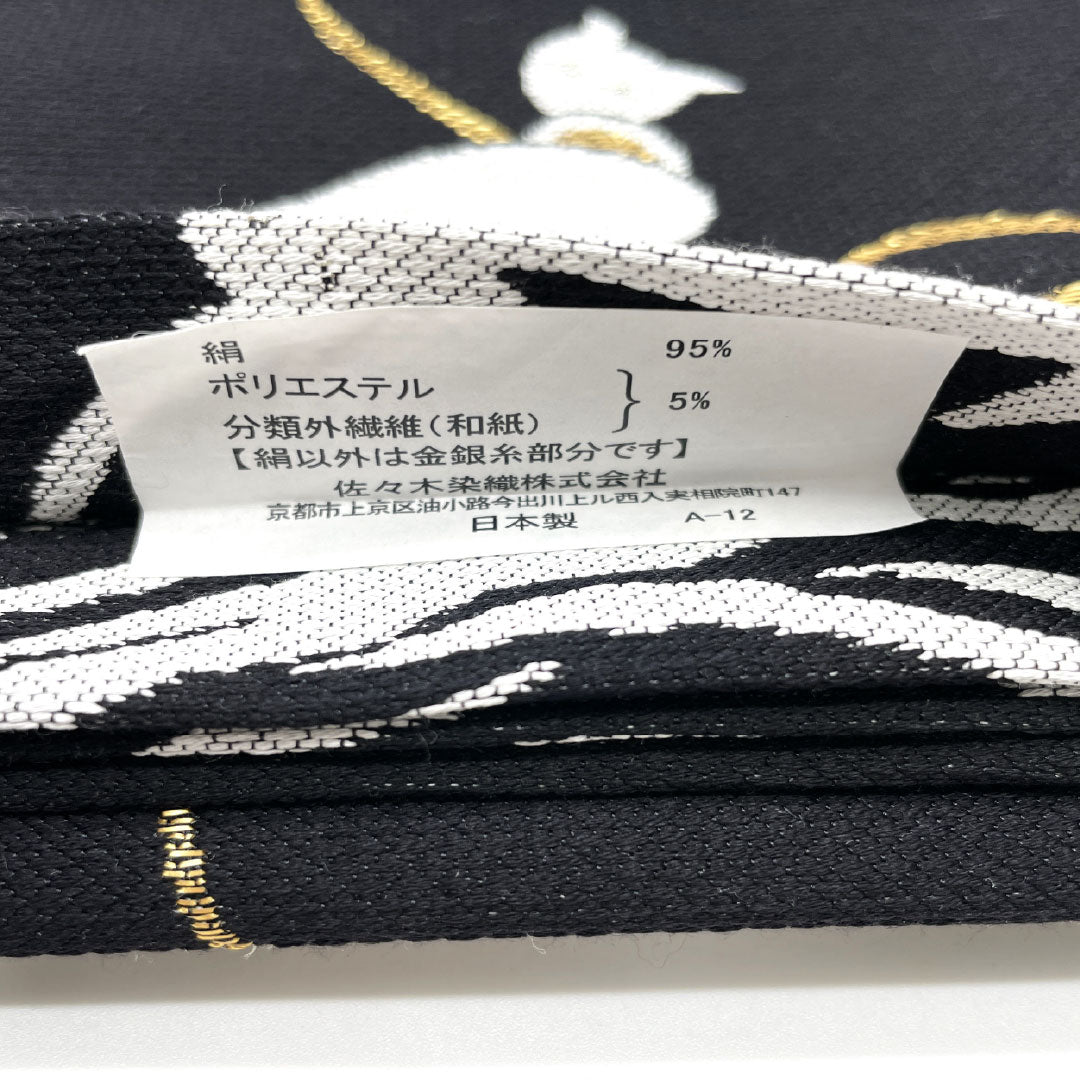 絹 95%
ポリエステル
分類外繊維(和紙) } 5%
【絹以外は金銀糸部分です】
佐々木染織株式会社
京都市上京区油小路今出川上ル西入実相院町147
日本製 A-12